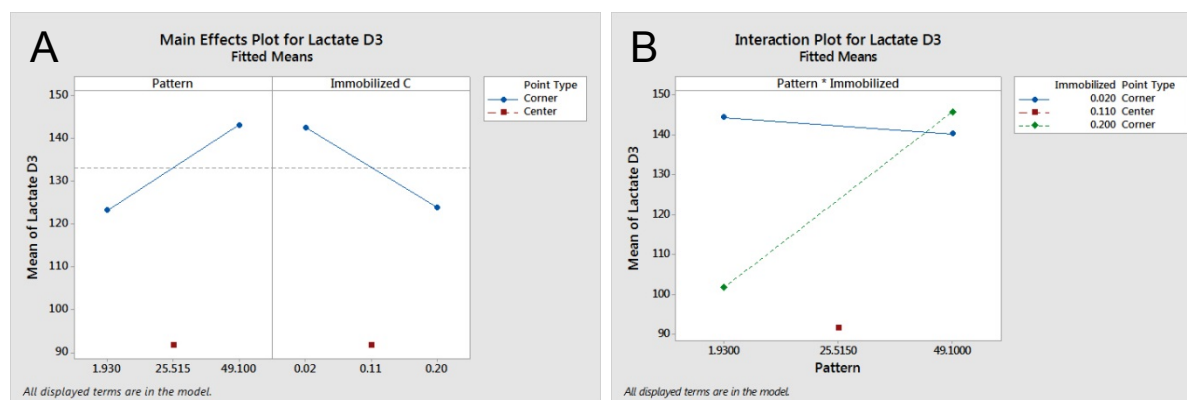 A
Main Effects Plot for Lactate D3
Fitted Means
Pattern Immobilized C
Mean of Lactate D3
150
140
130
120
110
100
90
1.930 25.515 49.100 0.02 0.11 0.20
Point Type
Corner
Center
All displayed terms are in the model.
B
Interaction Plot for Lactate D3
Fitted Means
Pattern * Immobilized
Mean of Lactate D3
150
140
130
120
110
100
90
1.9300 25.5150 49.1000
Pattern
Immobilized Point Type
0.020 Corner
0.110 Center
0.200 Corner
All displayed terms are in the model.